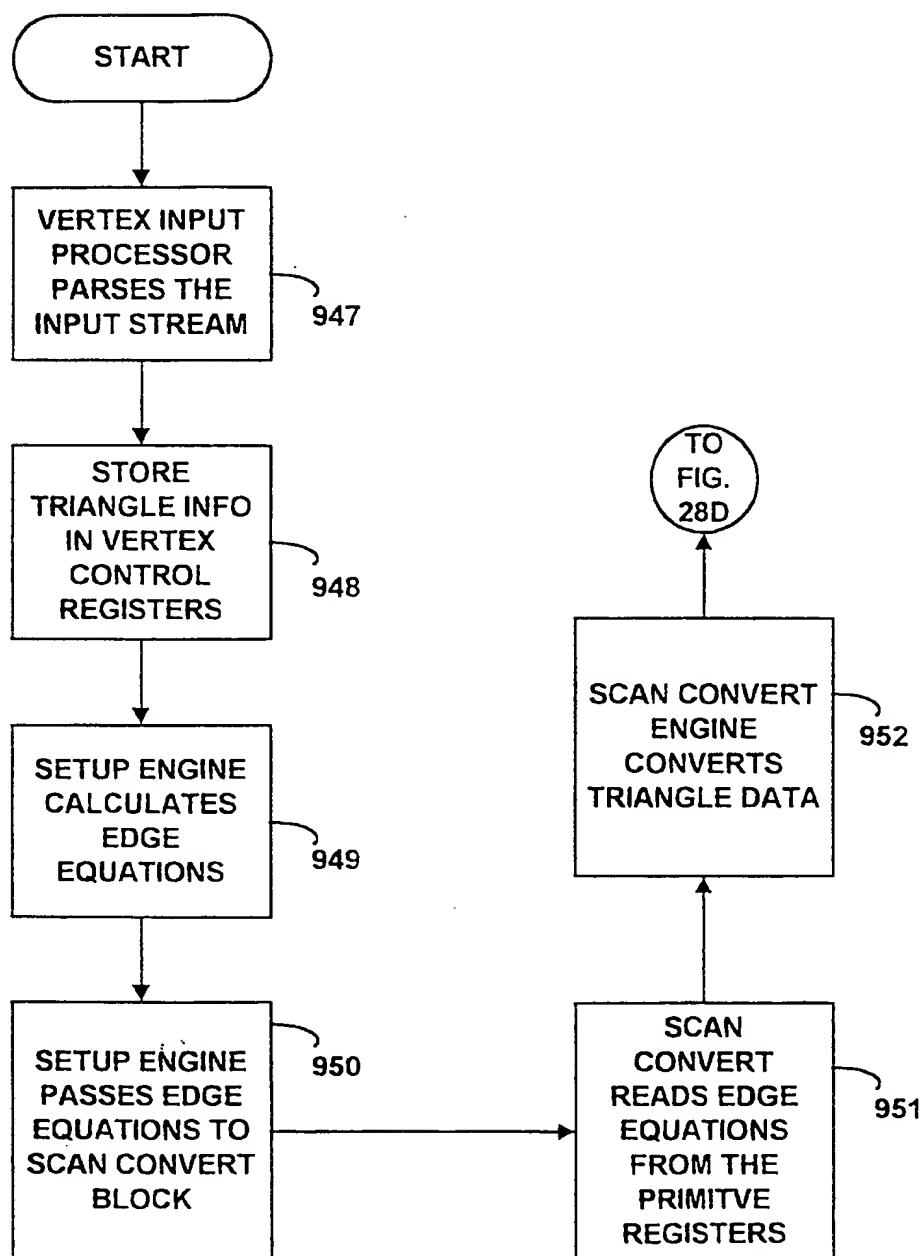 START
VERTEX INPUT
PROCESSOR
PARSES THE
INPUT STREAM
947
STORE
TRIANGLE INFO
IN VERTEX
CONTROL
REGISTERS
948
SETUP ENGINE
CALCULATES
EDGE
EQUATIONS
949
SETUP ENGINE
PASSES EDGE
EQUATIONS TO
SCAN CONVERT
BLOCK
950
SCAN
CONVERT
READS EDGE
EQUATIONS
FROM THE
PRIMITVE
REGISTERS
951
SCAN CONVERT
ENGINE
CONVERTS
TRIANGLE DATA
952
TO
FIG.
28D